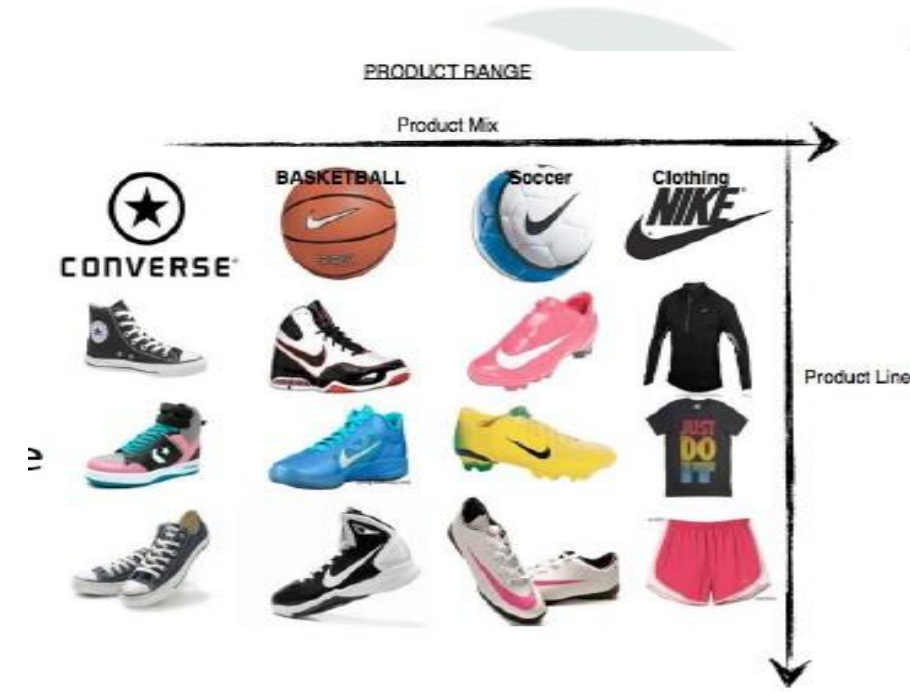 PRODUCT RANGE
Product Mix
BASKETBALL
Soccer
Clothing
NIKE
CONVERSE
Product Line
JUST
DO
IT
e